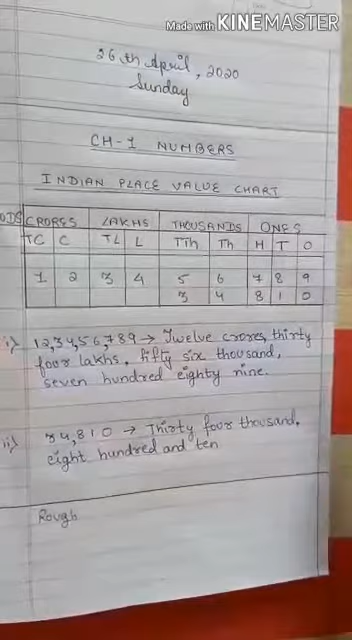 Made with KINEMASTER
26th April, 2020
Sunday
CH-1 NUMBERS
INDIAN PLACE VALUE CHART
ODS CRORES LAKHS THOUSANDS ONES
TC C TL L TTh Th H T O
1 2 3 4 5 6 7 8 9
3 4 8 1 0
i) 12,34,56,789 → Twelve crores, thirty
four lakhs, fifty six thousand,
seven hundred eighty nine.
ii) 34,810 → Thirty four thousand,
eight hundred and ten
Rough